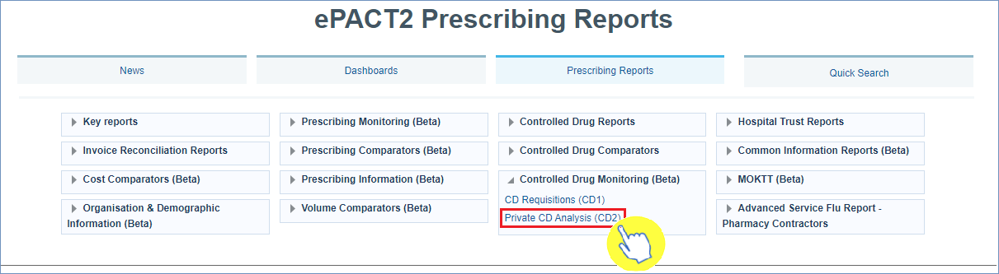 ePACT2 Prescribing Reports
News
Dashboards
Prescribing Reports
Quick Search
Key reports
Prescribing Monitoring (Beta)
Controlled Drug Reports
Hospital Trust Reports
Invoice Reconciliation Reports
Prescribing Comparators (Beta)
Controlled Drug Comparators
Common Information Reports (Beta)
Cost Comparators (Beta)
Prescribing Information (Beta)
Controlled Drug Monitoring (Beta)
MOKTT (Beta)
CD Requisitions (CD1)
Private CD Analysis (CD2)
Organisation & Demographic
Information (Beta)
Volume Comparators (Beta)
Advanced Service Flu Report -
Pharmacy Contractors